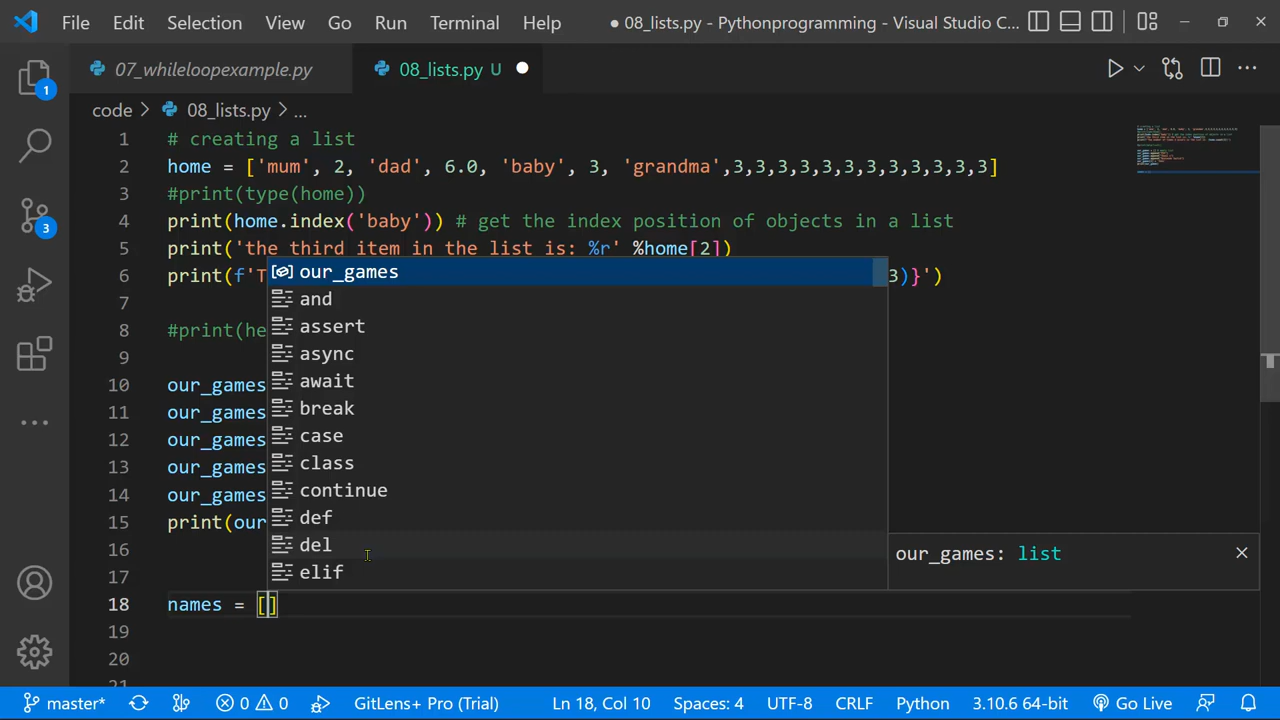 File Edit Selection View Go Run Terminal Help ● 08_lists.py - Pythonprogramming - Visual Studio C...
07_whileloopexample.py 08_lists.py U
code > 08_lists.py > ...
1 # creating a list
2 home = ['mum', 2, 'dad', 6.0, 'baby', 3, 'grandma',3,3,3,3,3,3,3,3,3,3,3,3]
3 #print(type(home))
4 print(home.index('baby')) # get the index position of objects in a list
5 print('the third item in the list is: %r' %home[2])
6 print(f'T 3)}')
7
8 #print(he
9
10 our_games
11 our_games
12 our_games
13 our_games
14 our_games
15 print(our
16
17
18 names = []
19
20
our_games
and
assert
async
await
break
case
class
continue
def
del
elif
our_games: list
1
3
master* 0 0 GitLens+ Pro (Trial) Ln 18, Col 10 Spaces: 4 UTF-8 CRLF Python 3.10.6 64-bit Go Live